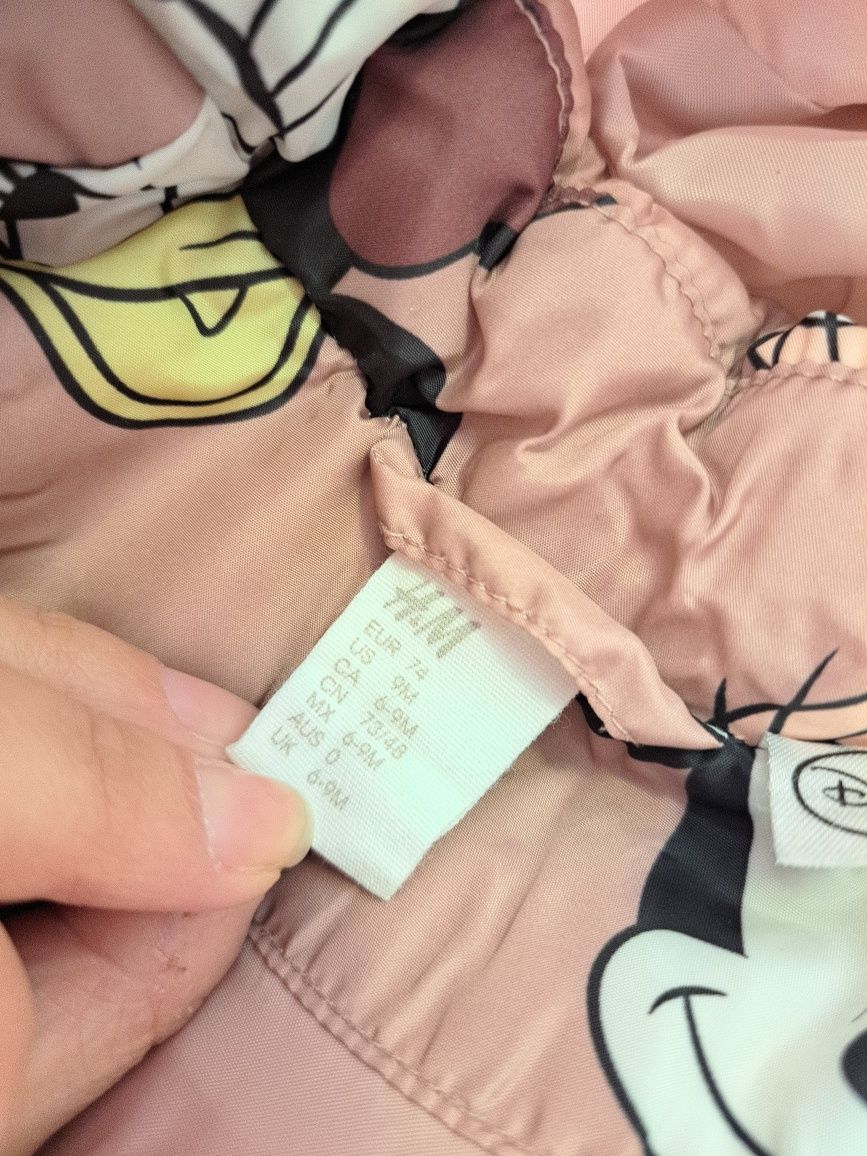 H&M
EUR 74
US 9M
CA 6-9M
CN 73/48
MX 6-9M
AUS 0
UK 6-9M